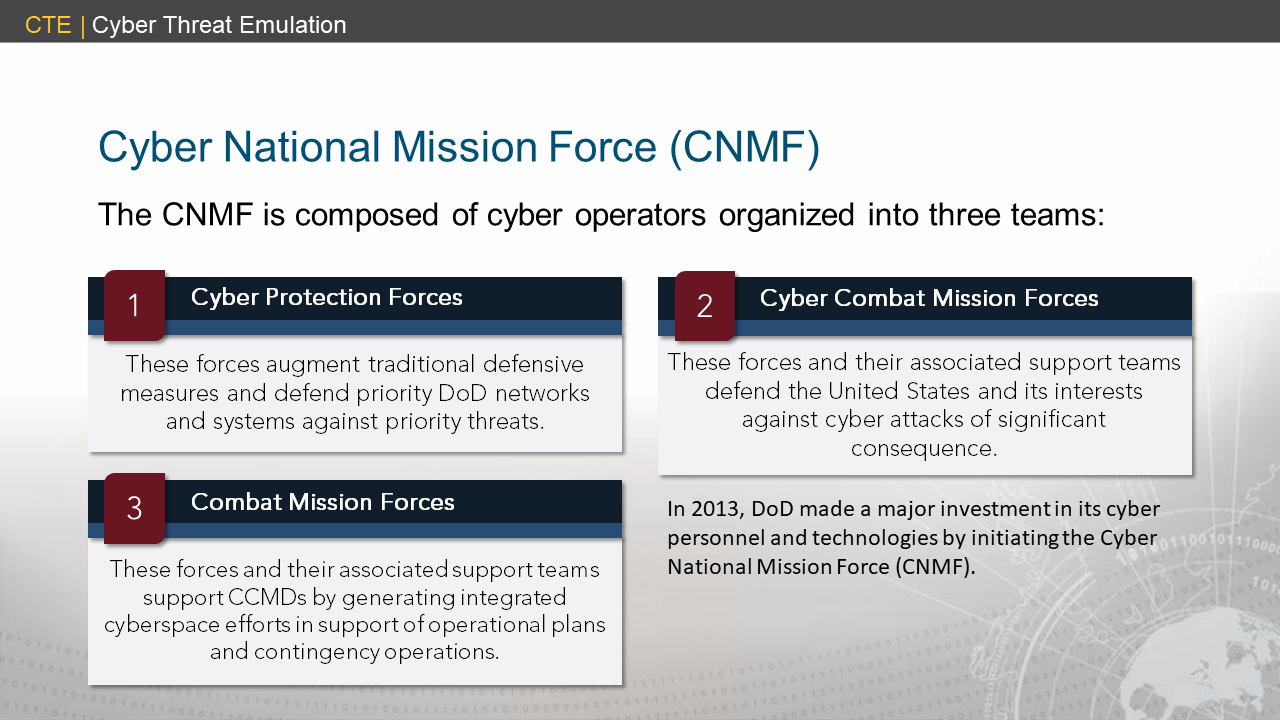 CTE | Cyber Threat Emulation
Cyber National Mission Force (CNMF)
The CNMF is composed of cyber operators organized into three teams:
1
Cyber Protection Forces
These forces augment traditional defensive
measures and defend priority DoD networks
and systems against priority threats.
2
Cyber Combat Mission Forces
These forces and their associated support teams
defend the United States and its interests
against cyber attacks of significant
consequence.
3
Combat Mission Forces
These forces and their associated support teams
support CCMDs by generating integrated
cyberspace efforts in support of operational plans
and contingency operations.
In 2013, DoD made a major investment in its cyber
personnel and technologies by initiating the Cyber
National Mission Force (CNMF).